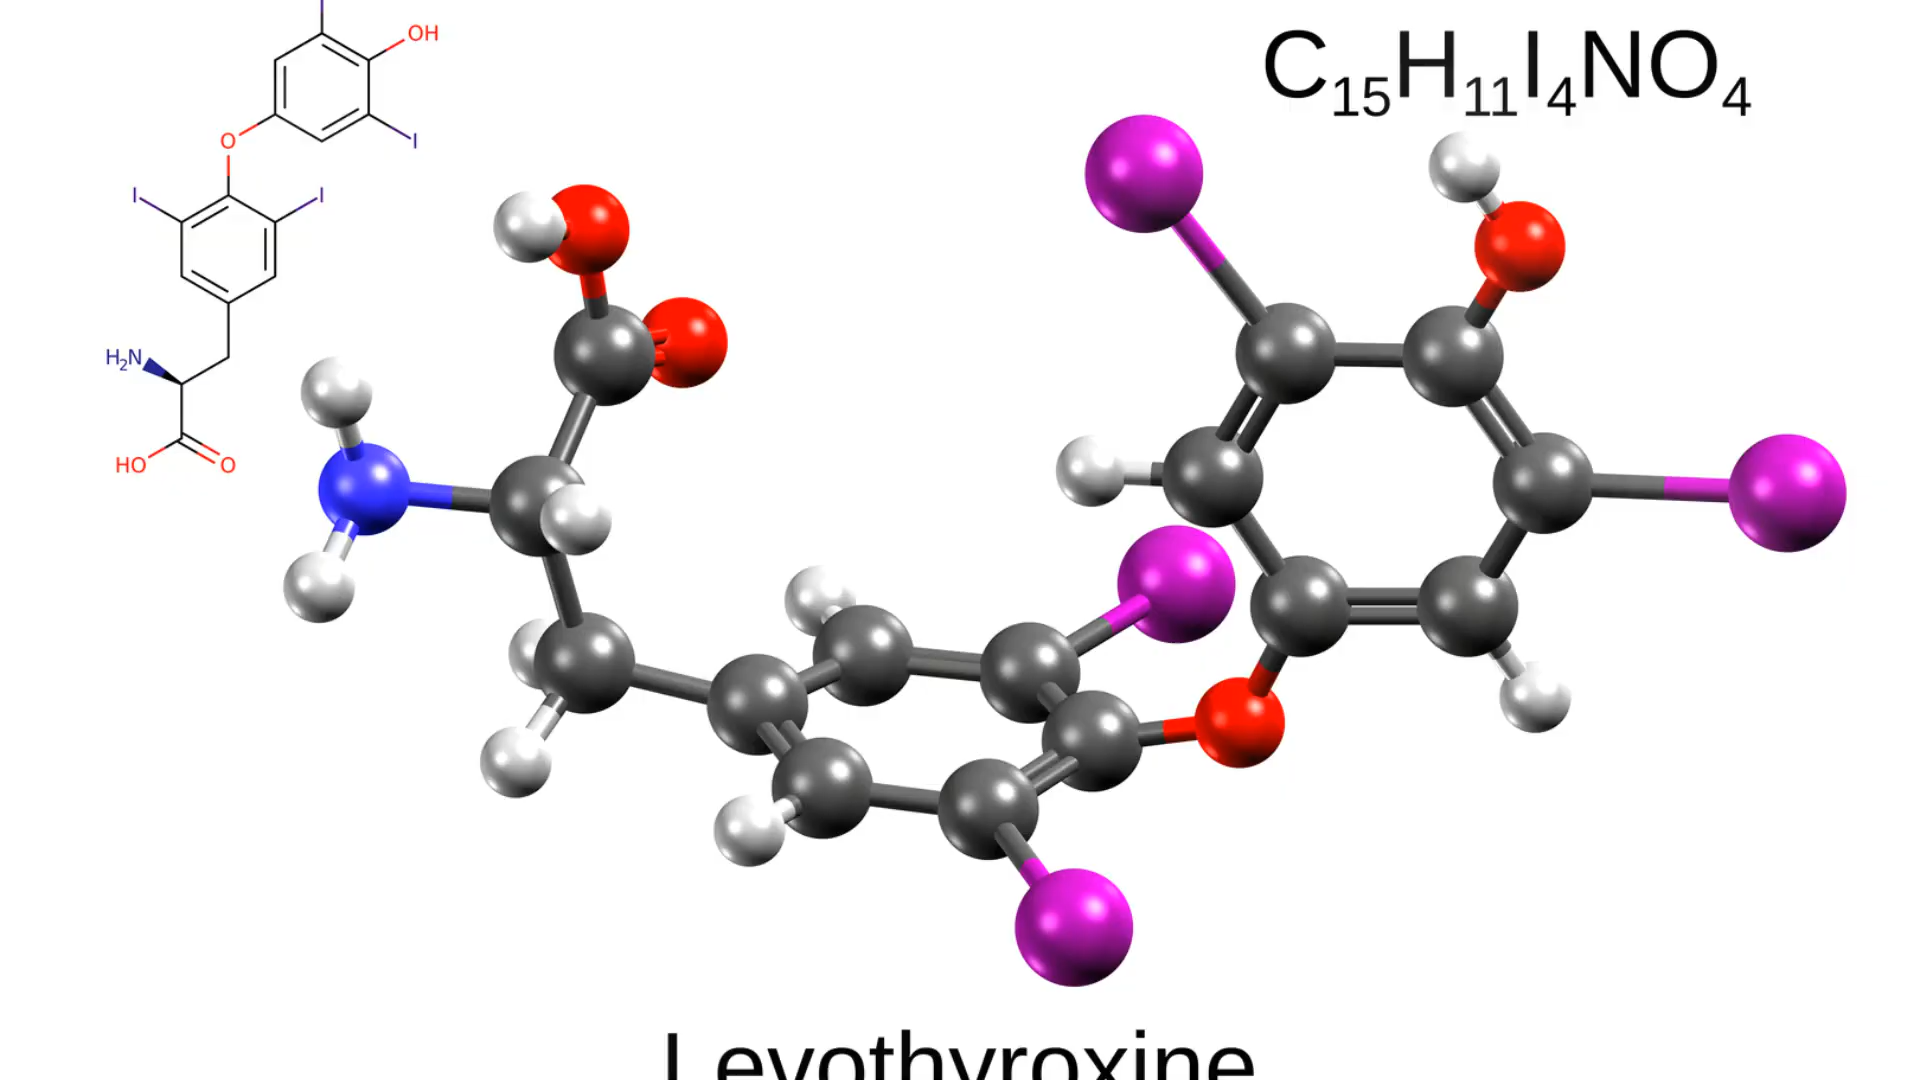 OH
C₁₅H₁₁I₄NO₄
O
I
I
I
H₂N
HO
O
Levothyroxine